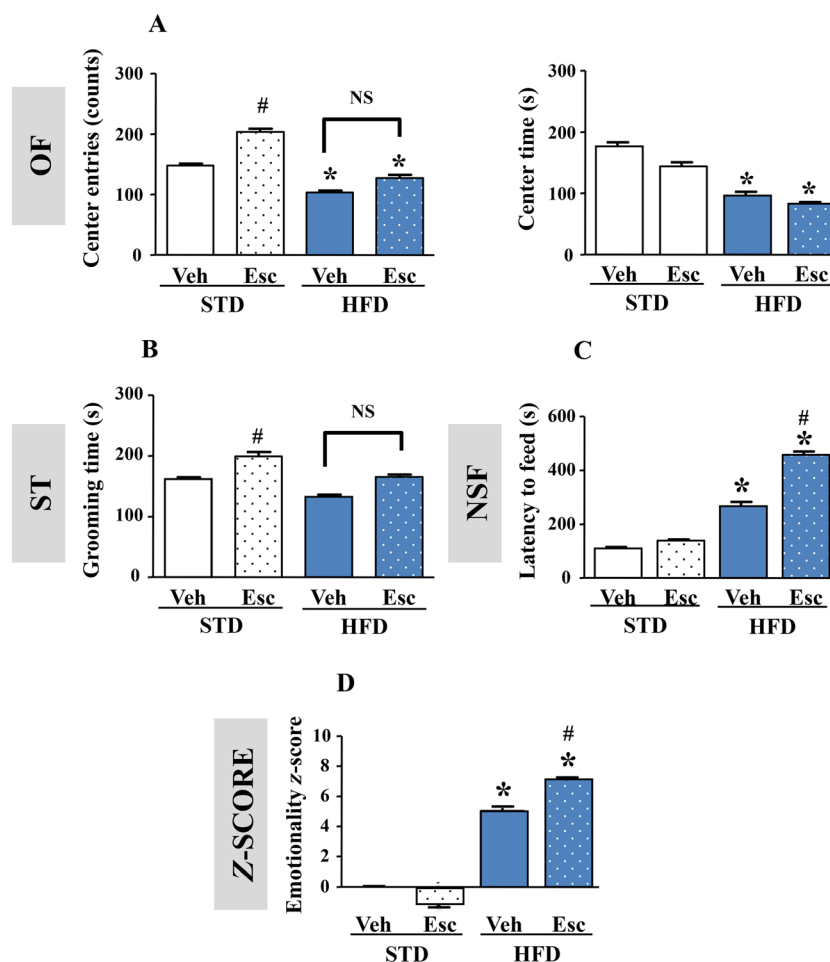 A
OF
Center entries (counts)
300
200
100
0
#
NS
*
*
Veh Esc Veh Esc
STD HFD
Center time (s)
300
200
100
0
*
*
Veh Esc Veh Esc
STD HFD
B
ST
Grooming time (s)
300
200
100
0
#
NS
Veh Esc Veh Esc
STD HFD
C
NSF
Latency to feed (s)
600
400
200
0
#
*
*
Veh Esc Veh Esc
STD HFD
D
Z-SCORE
Emotionality z-score
10
8
6
4
2
0
#
*
*
Veh Esc Veh Esc
STD HFD